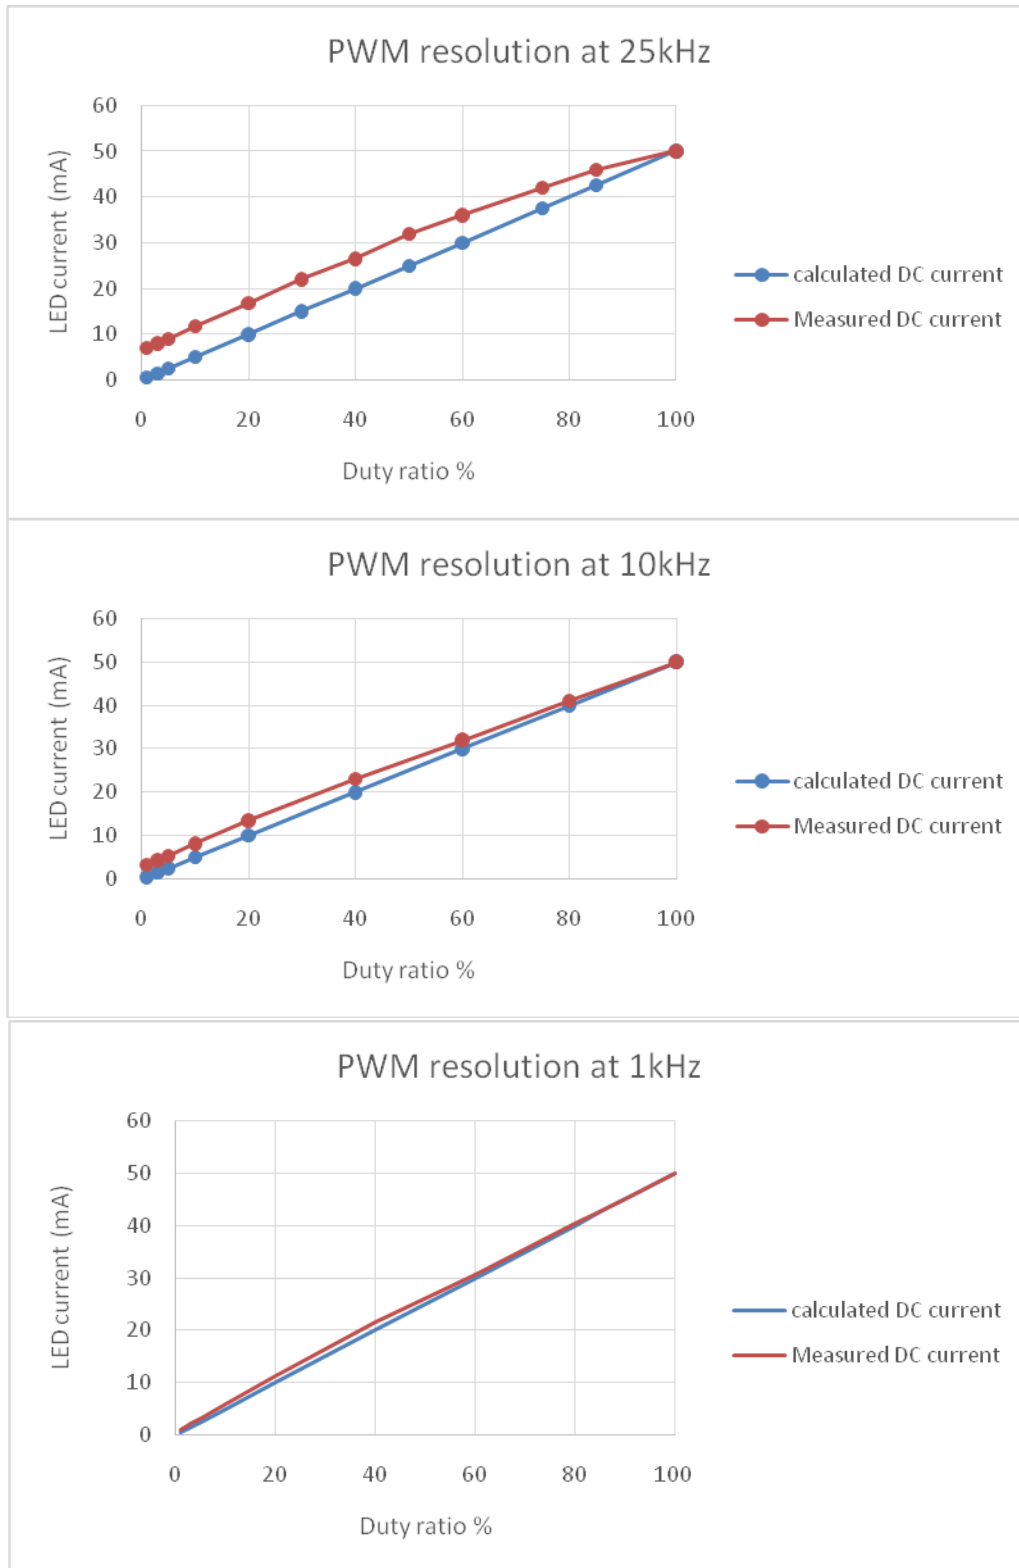 PWM resolution at 25kHz
60
50
40
30
20
10
0
LED current (mA)
0 20 40 60 80 100
Duty ratio %
calculated DC current
Measured DC current
PWM resolution at 10kHz
60
50
40
30
20
10
0
LED current (mA)
0 20 40 60 80 100
Duty ratio %
calculated DC current
Measured DC current
PWM resolution at 1kHz
60
50
40
30
20
10
0
LED current (mA)
0 20 40 60 80 100
Duty ratio %
calculated DC current
Measured DC current